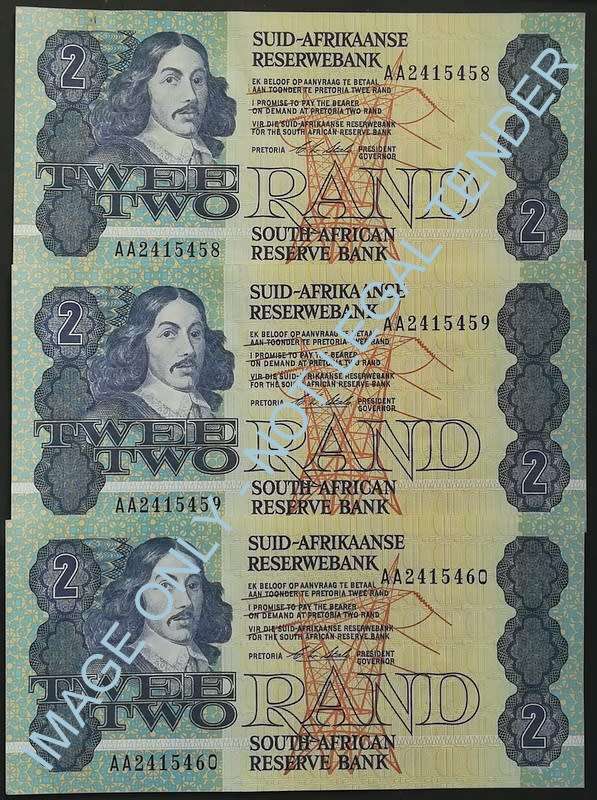 2
SUID-AFRIKAANSE
RESERWEBANK
AA2415458
EK BELOOF OP AANVRAAG TE BETAAL
AAN TOONDER TE PRETORIA TWEE RAND
I PROMISE TO PAY THE BEARER
ON DEMAND AT PRETORIA TWO RAND
VIR DIE SUID-AFRIKAANSE RESERWEBANK
FOR THE SOUTH AFRICAN RESERVE BANK
PRETORIA PRESIDENT
GOVERNOR
TWEE
TWO
RAND
2
AA2415458
SOUTH AFRICAN
RESERVE BANK
2
SUID-AFRIKAANSE
RESERWEBANK
AA2415459
EK BELOOF OP AANVRAAG TE BETAAL
AAN TOONDER TE PRETORIA TWEE RAND
I PROMISE TO PAY THE BEARER
ON DEMAND AT PRETORIA TWO RAND
VIR DIE SUID-AFRIKAANSE RESERWEBANK
FOR THE SOUTH AFRICAN RESERVE BANK
PRETORIA PRESIDENT
GOVERNOR
TWEE
TWO
RAND
2
AA2415459
SOUTH AFRICAN
RESERVE BANK
2
SUID-AFRIKAANSE
RESERWEBANK
AA2415460
EK BELOOF OP AANVRAAG TE BETAAL
AAN TOONDER TE PRETORIA TWEE RAND
I PROMISE TO PAY THE BEARER
ON DEMAND AT PRETORIA TWO RAND
VIR DIE SUID-AFRIKAANSE RESERWEBANK
FOR THE SOUTH AFRICAN RESERVE BANK
PRETORIA PRESIDENT
GOVERNOR
TWEE
TWO
RAND
2
AA2415460
SOUTH AFRICAN
RESERVE BANK
IMAGE ONLY - NOT LEGAL TENDER